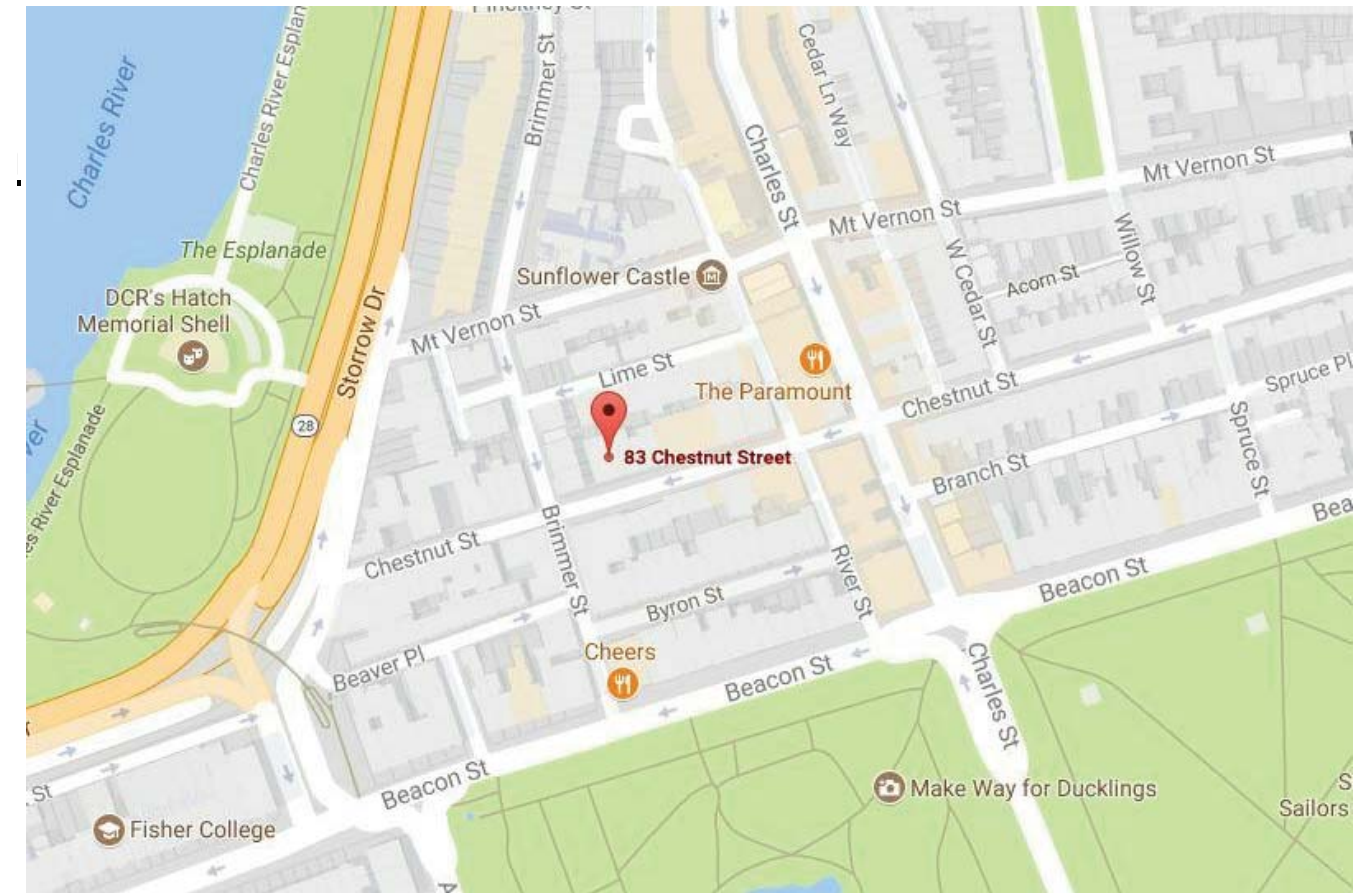 Pinckney St
Charles River
Charles River Esplan
Brimmer St
Cedar Ln Way
Charles St
Mt Vernon St
Mt Vernon St
The Esplanade
Sunflower Castle
W Cedar St
Acorn St
Willow St
DCR's Hatch
Memorial Shell
Storrow Dr
Mt Vernon St
Lime St
The Paramount
Chestnut St
Spruce Pl
28
83 Chestnut Street
Spruce St
Branch St
es River Esplanade
Chestnut St
Brimmer St
River St
Bea
Beacon St
Byron St
Cheers
Beaver Pl
Beacon St
Charles St
Beacon St
St
Make Way for Ducklings
S
Sailors
Fisher College